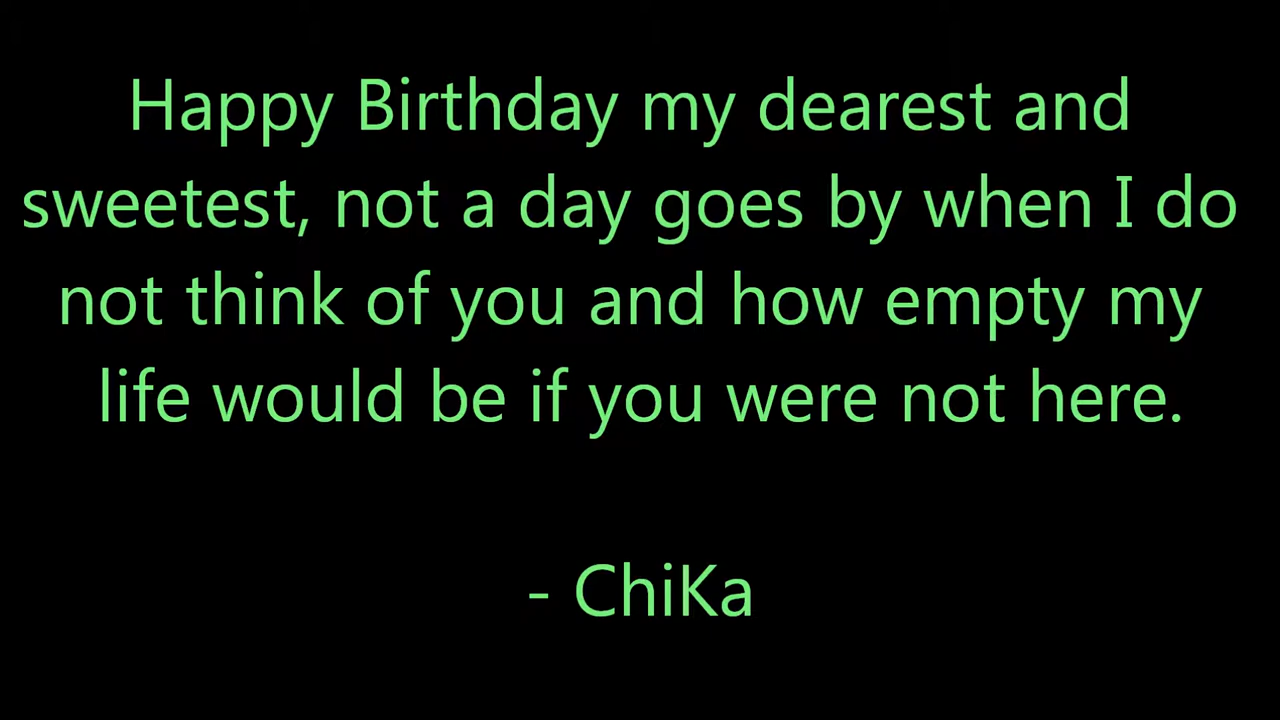 Happy Birthday my dearest and
sweetest, not a day goes by when I do
not think of you and how empty my
life would be if you were not here.
- ChiKa